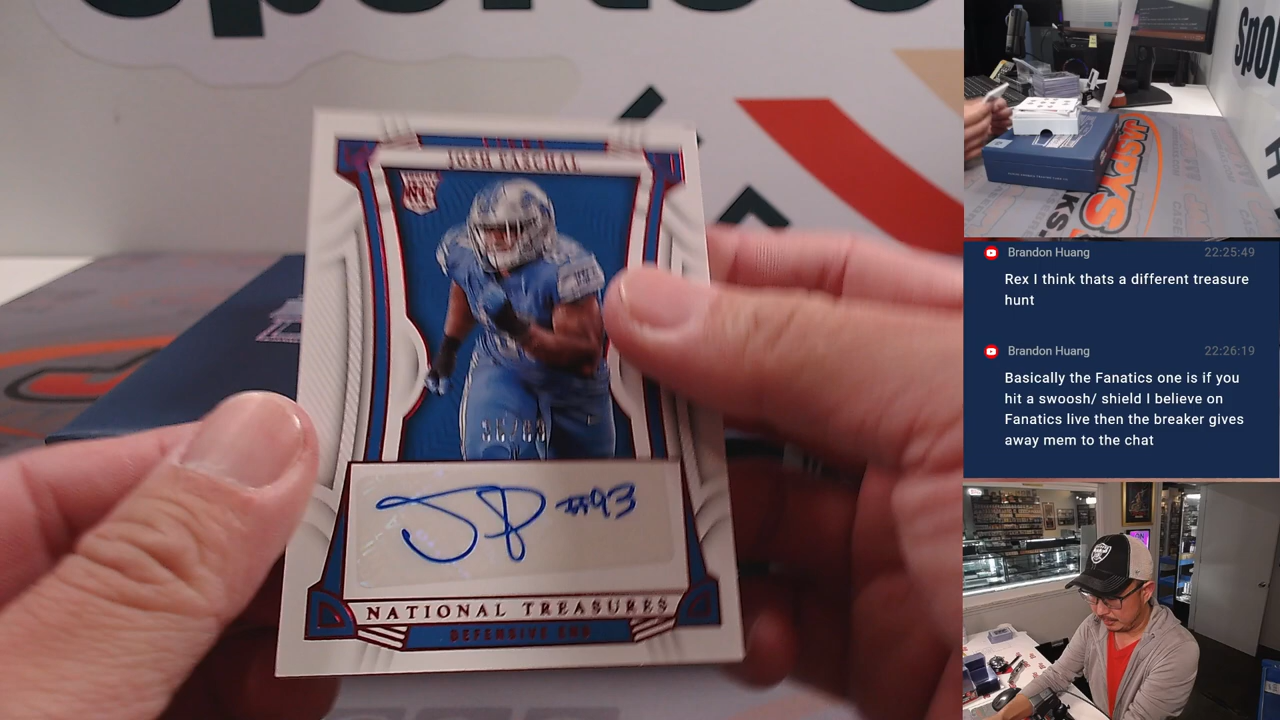 JOSH PASCHAL
#93
NATIONAL TREASURES
DEFENSIVE END
JASPYS
Brandon Huang 22:25:49
Rex I think thats a different treasure
hunt
Brandon Huang 22:26:19
Basically the Fanatics one is if you
hit a swoosh/ shield I believe on
Fanatics live then the breaker gives
away mem to the chat